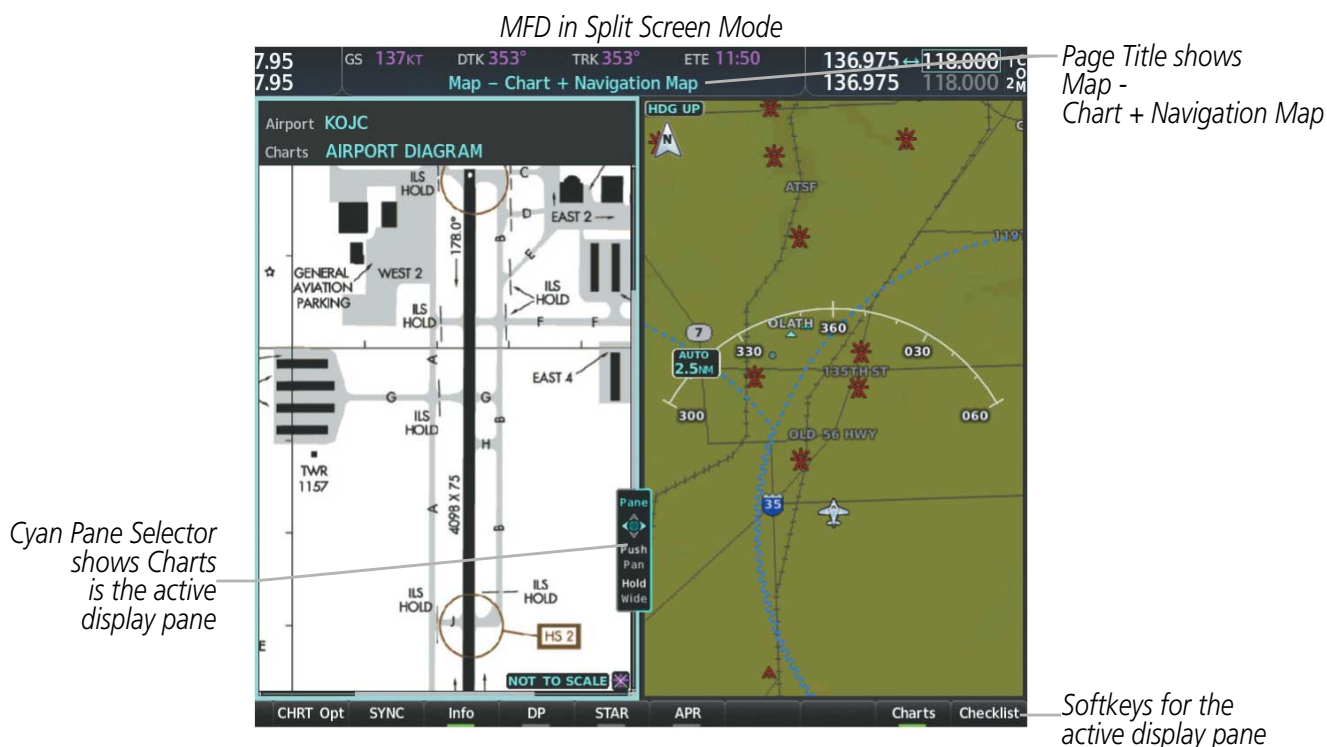 MFD in Split Screen Mode
7.95 GS 137KT DTK 353° TRK 353° ETE 11:50 136.975 ↔ 118.000 1 C
O
7.95 Map – Chart + Navigation Map 136.975 118.000 2 M
Page Title shows
Map -
Chart + Navigation Map
Airport KOJC
Charts AIRPORT DIAGRAM
ILS
HOLD
C
D
EAST 2
178.0°
B
E
GENERAL
AVIATION
PARKING
WEST 2
ILS
HOLD
ILS
HOLD
F F
A
EAST 4
G G
ILS
HOLD
B
H
TWR
1157
A
4098 X 75
B
ILS
HOLD
ILS
HOLD
J
HS 2
E
NOT TO SCALE
Pane
Push
Pan
Hold
Wide
HDG UP
N
ATSF
119T
7
OLATH
360
330
030
AUTO
2.5NM
135TH ST
300
060
OLD 56 HWY
35
Cyan Pane Selector
shows Charts
is the active
display pane
CHRT Opt SYNC Info DP STAR APR Charts Checklist
Softkeys for the
active display pane